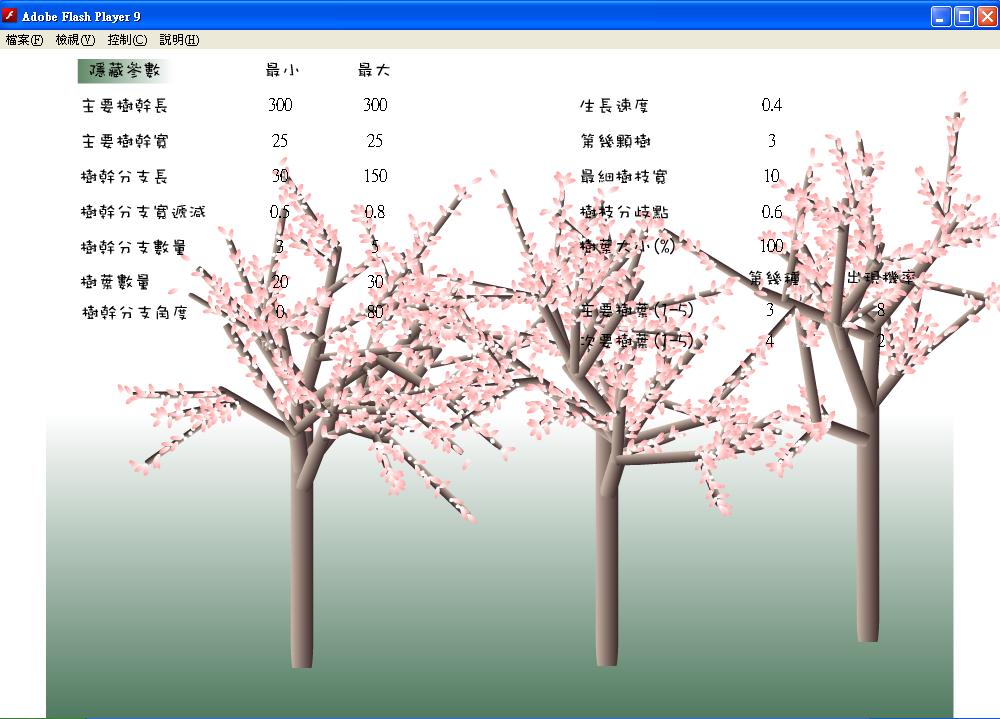 Adobe Flash Player 9
檔案(F) 檢視(V) 控制(C) 說明(H)
隱藏參數 最小 最大
主要樹幹長 300 300 生長速度 0.4
主要樹幹寬 25 25 第幾顆樹 3
樹幹分支長 30 150 最細樹枝寬 10
樹幹分支寬遞減 0.5 0.8 樹枝分歧點 0.6
樹幹分支數量 3 5 樹葉大小(%) 100
樹葉數量 20 30 第幾種 出現機率
樹幹分支角度 0 80 主要樹葉(1-5) 3 8
次要樹葉(1-5) 4 2